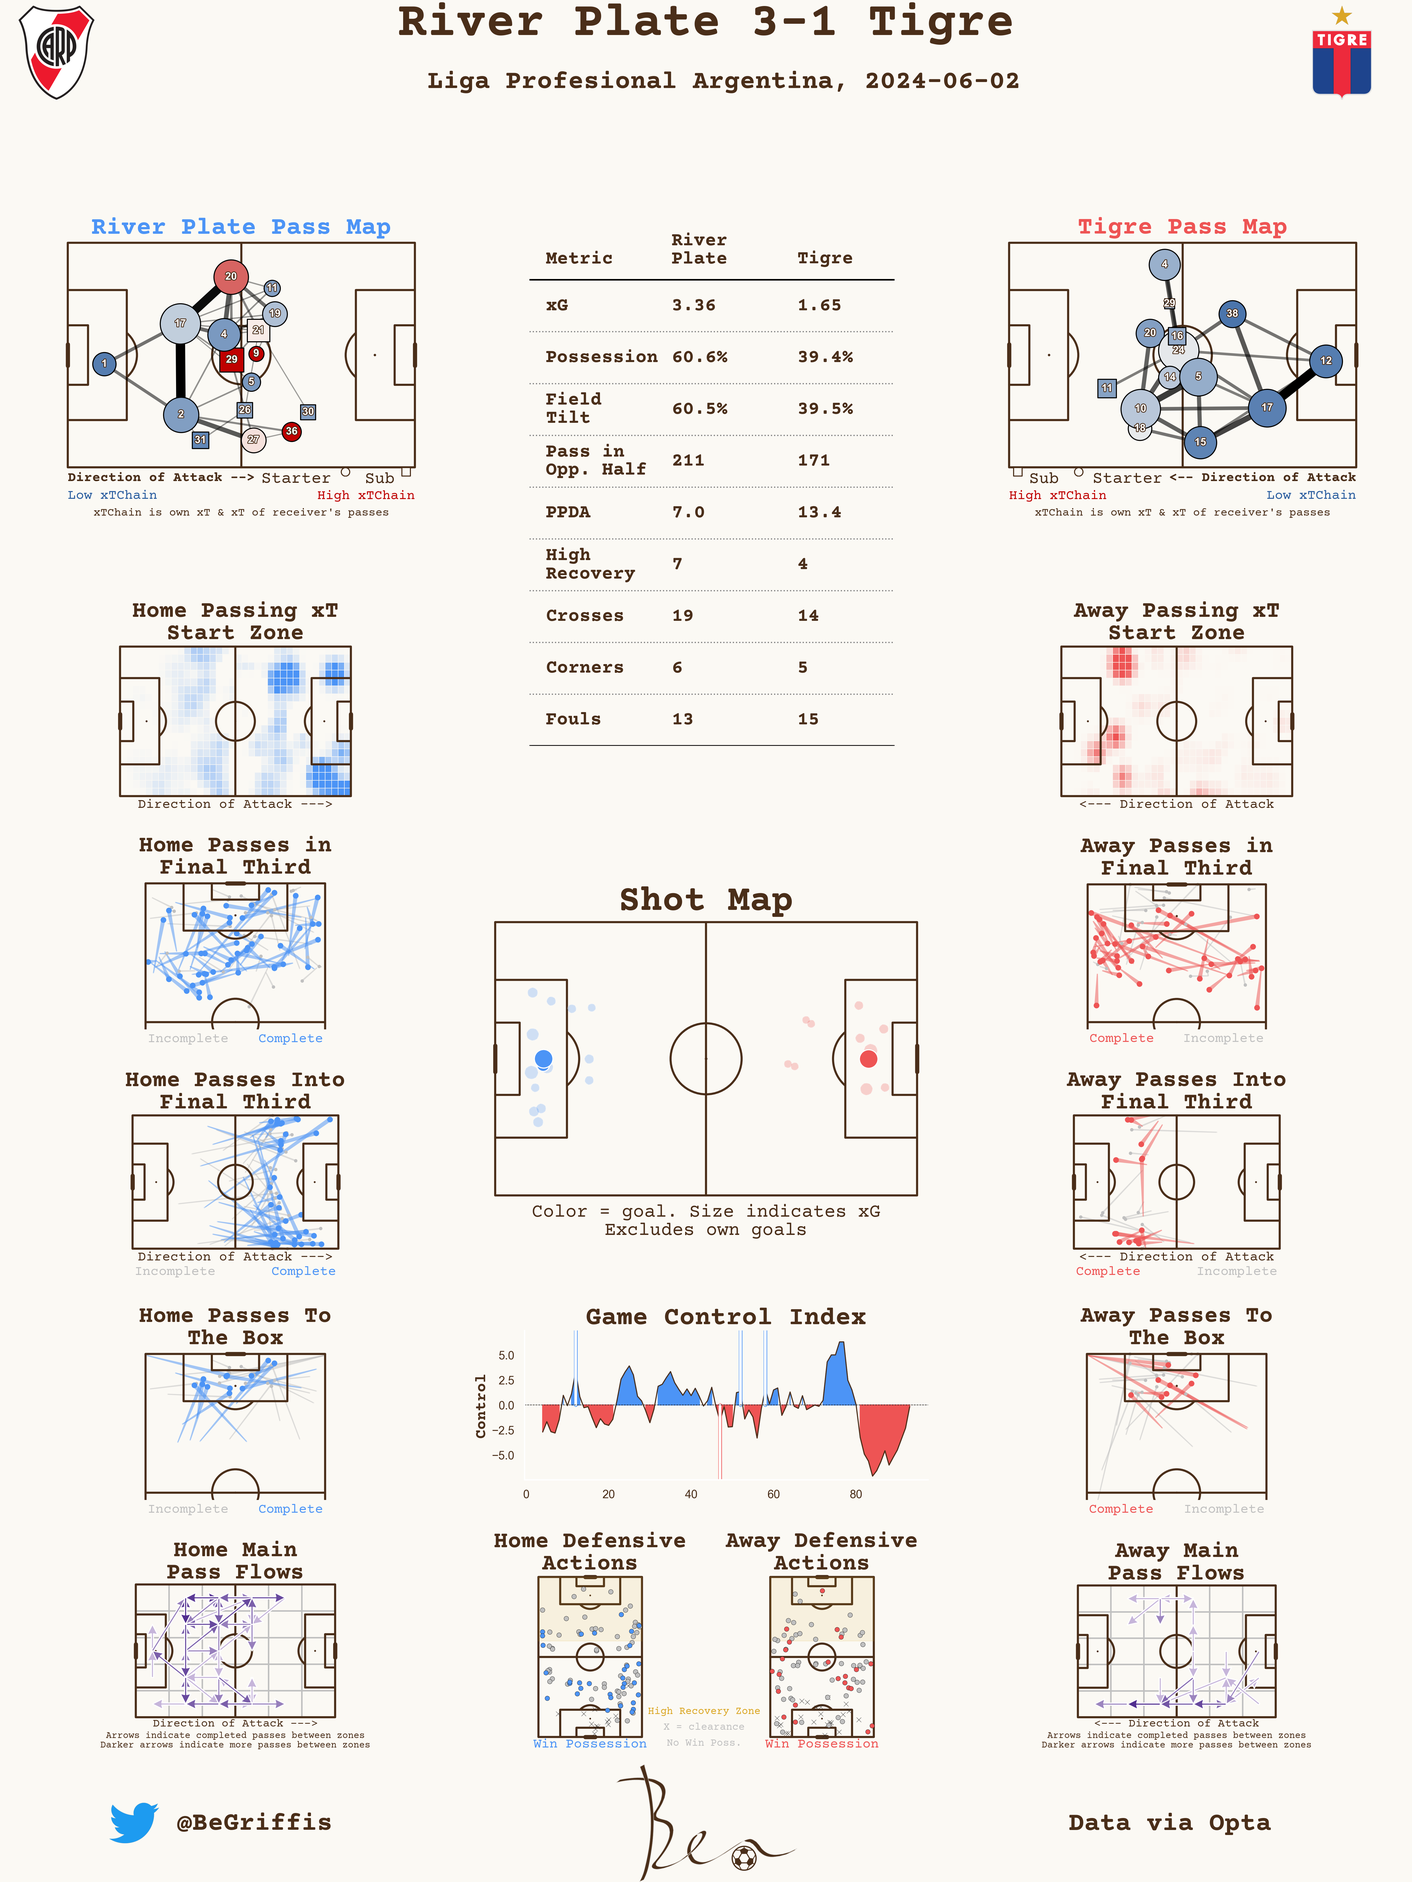 River Plate 3-1 Tigre
Liga Profesional Argentina, 2024-06-02
CARP
TIGRE
River Plate Pass Map
20
11
19
17
4
21
29
9
1
5
2
26
30
31
27
36
Direction of Attack --> Starter Sub
Low xTChain High xTChain
xTChain is own xT & xT of receiver's passes
Metric River Plate Tigre
xG 3.36 1.65
Possession 60.6% 39.4%
Field Tilt 60.5% 39.5%
Pass in Opp. Half 211 171
PPDA 7.0 13.4
High Recovery 7 4
Crosses 19 14
Corners 6 5
Fouls 13 15
Tigre Pass Map
4
29
38
20
16
24
12
14
5
11
10
17
18
15
Sub Starter <-- Direction of Attack
High xTChain Low xTChain
xTChain is own xT & xT of receiver's passes
Home Passing xT
Start Zone
Direction of Attack --->
Away Passing xT
Start Zone
<--- Direction of Attack
Home Passes in
Final Third
Incomplete Complete
Away Passes in
Final Third
Complete Incomplete
Shot Map
Color = goal. Size indicates xG
Excludes own goals
Home Passes Into
Final Third
Direction of Attack --->
Incomplete Complete
Away Passes Into
Final Third
<--- Direction of Attack
Complete Incomplete
Home Passes To
The Box
Incomplete Complete
Game Control Index
Control
5.0
2.5
0.0
−2.5
−5.0
0 20 40 60 80
Away Passes To
The Box
Complete Incomplete
Home Main
Pass Flows
Direction of Attack --->
Arrows indicate completed passes between zones
Darker arrows indicate more passes between zones
Home Defensive
Actions
Win Possession
High Recovery Zone
X = clearance
No Win Poss.
Away Defensive
Actions
Win Possession
Away Main
Pass Flows
<--- Direction of Attack
Arrows indicate completed passes between zones
Darker arrows indicate more passes between zones
@BeGriffis
Ben
Data via Opta